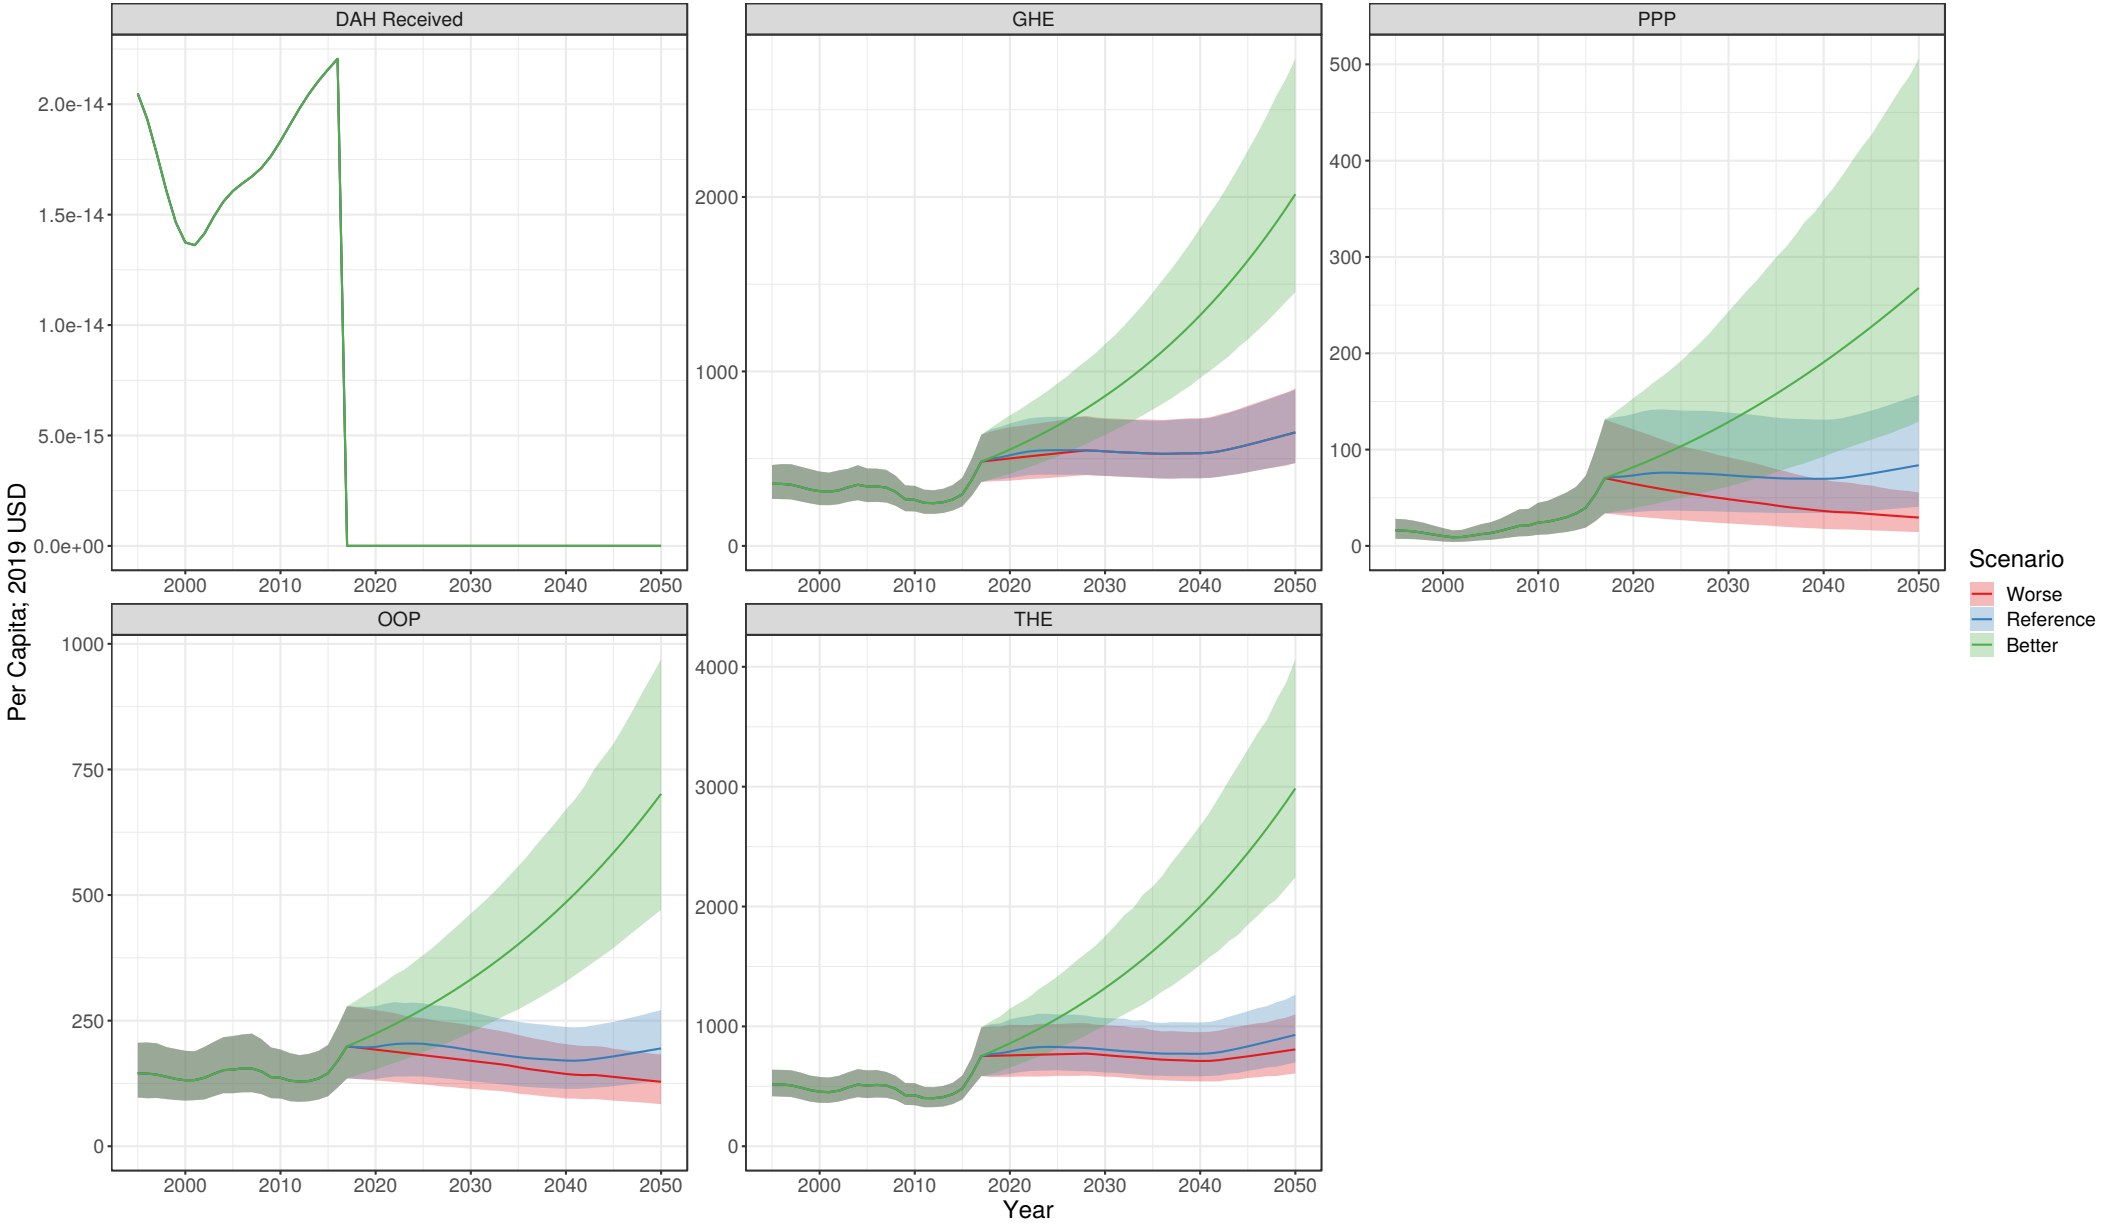 DAH Received
GHE
PPP
2.0e-14
1.5e-14
1.0e-14
5.0e-15
0.0e+00
2000
1000
0
500
400
300
200
100
0
2000 2010 2020 2030 2040 2050
2000 2010 2020 2030 2040 2050
2000 2010 2020 2030 2040 2050
OOP
THE
1000
750
500
250
0
4000
3000
2000
1000
0
2000 2010 2020 2030 2040 2050
2000 2010 2020 2030 2040 2050
Per Capita; 2019 USD
Year
Scenario
Worse
Reference
Better